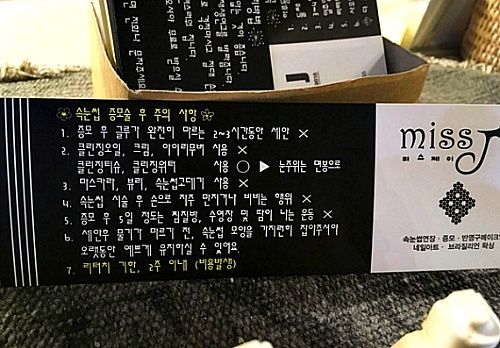 속눈썹 증모술 후 주의 사항
1. 증모 후 글루가 완전이 마르는 2~3시간동안 세안 ×
2. 클린징오일, 크림, 아이리무버 사용 ×
클린징티슈, 클린징워터 사용 ○ ▶ 눈주위는 면봉으로
3. 마스카라, 뷰러, 속눈썹고데기 사용 ×
4. 속눈썹 시술 후 손으로 자주 만지거나 비비는 행위 ×
5. 증모 후 5일 정도는 찜질방, 수영장 및 땀이 나는 운동 ×
6. 세안후 물기가 마르기 전, 속눈썹 모양을 가지런히 잡아주셔야
오랫동안 예쁘게 유지하실 수 있어요.
7. 리터치 기한, 2주 이내 (비용발생)
miss J
미스제이
속눈썹연장 · 증모 · 반영구메이크업
네일아트 · 브라질리언 왁싱